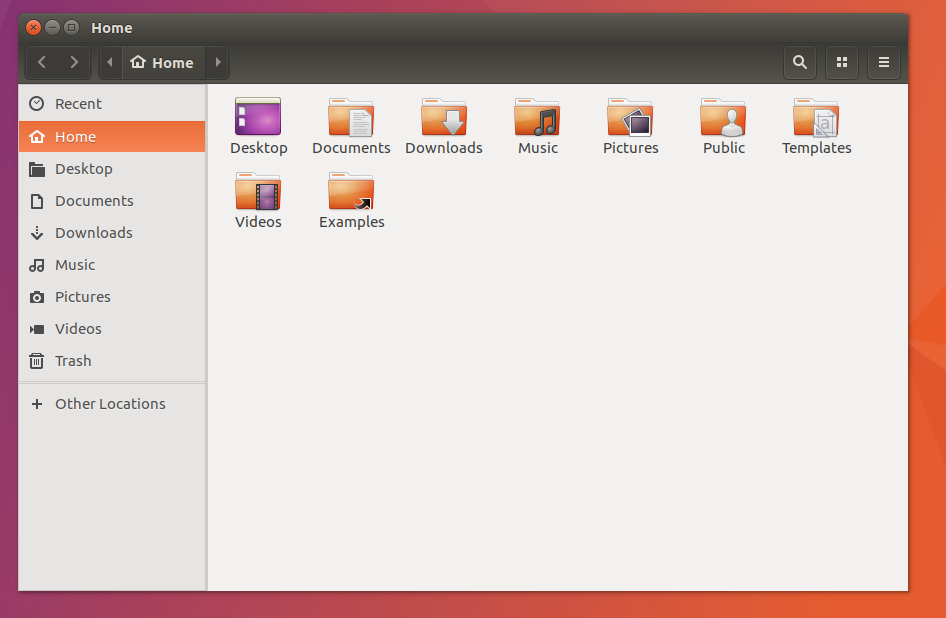 Home
Home
Recent
Home
Desktop
Documents
Downloads
Music
Pictures
Videos
Trash
Other Locations
Desktop Documents Downloads Music Pictures Public Templates
Videos Examples